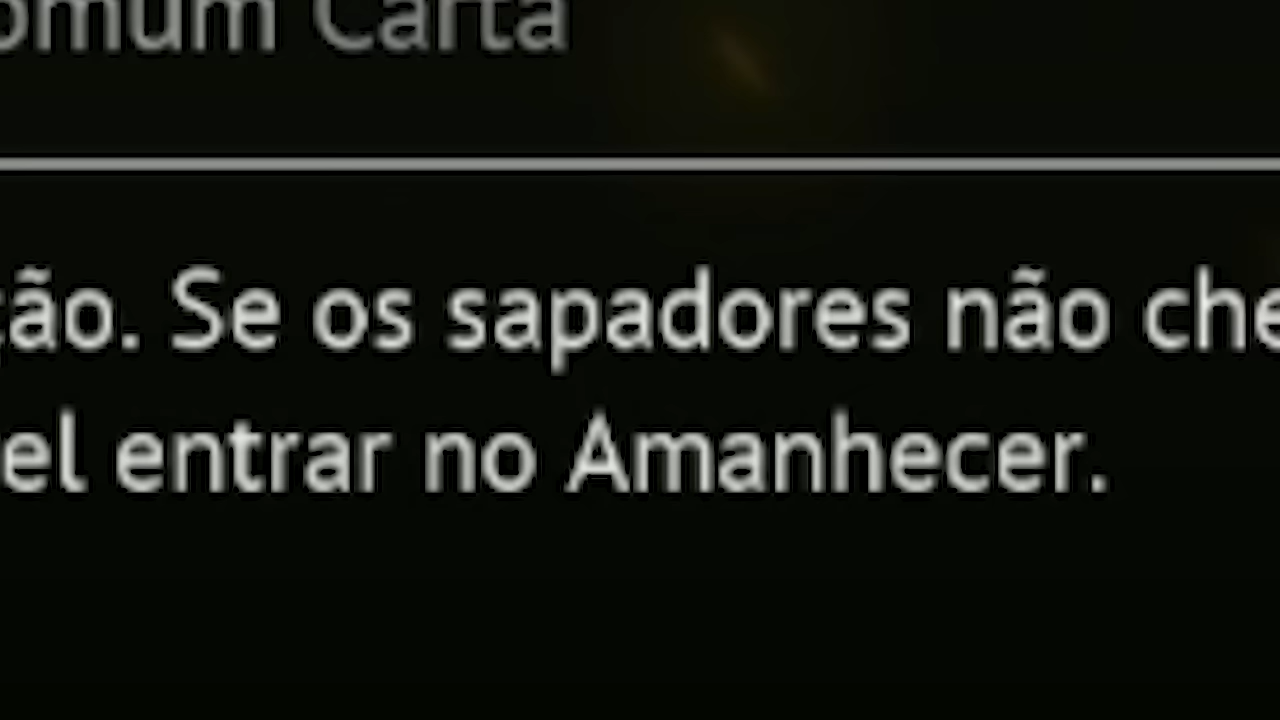 omum Carta
ção. Se os sapadores não che
el entrar no Amanhecer.